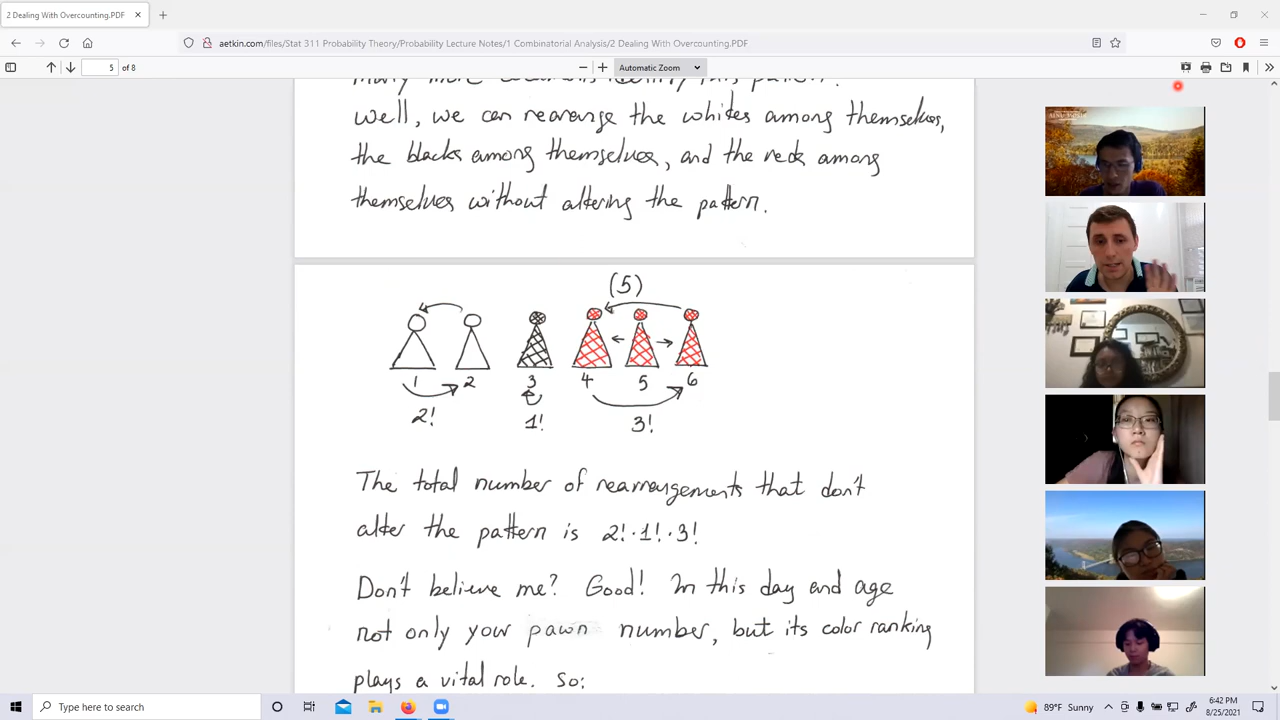 2 Dealing With Overcounting.PDF
aetkin.com/files/Stat 311 Probability Theory/Probability Lecture Notes/1 Combinatorial Analysis/2 Dealing With Overcounting.PDF
5 of 8
Automatic Zoom
many more
this pattern
well, we can rearrange the whites among themselves,
the blacks among themselves, and the reds among
themselves without altering the pattern.
(5)
1 2 3 4 5 6
2! 1! 3!
The total number of rearrangements that don't
alter the pattern is 2! · 1! · 3!
Don't believe me? Good! In this day and age
not only your pawn number, but its color ranking
plays a vital role. So:
Type here to search
89°F Sunny
6:42 PM
8/25/2021